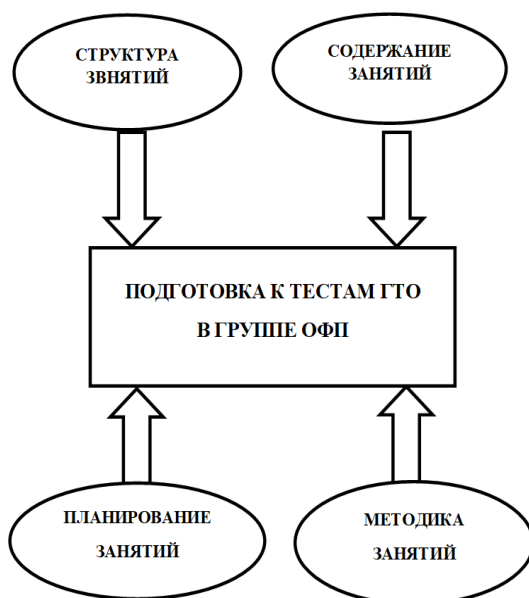 СТРУКТУРА
ЗВНЯТИЙ
СОДЕРЖАНИЕ
ЗАНЯТИЙ
ПОДГОТОВКА К ТЕСТАМ ГТО
В ГРУППЕ ОФП
ПЛАНИРОВАНИЕ
ЗАНЯТИЙ
МЕТОДИКА
ЗАНЯТИЙ